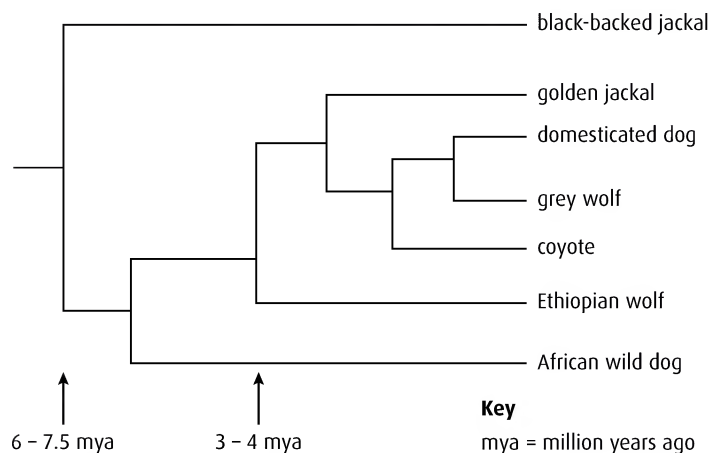 black-backed jackal
golden jackal
domesticated dog
grey wolf
coyote
Ethiopian wolf
African wild dog
6 – 7.5 mya
3 – 4 mya
Key
mya = million years ago